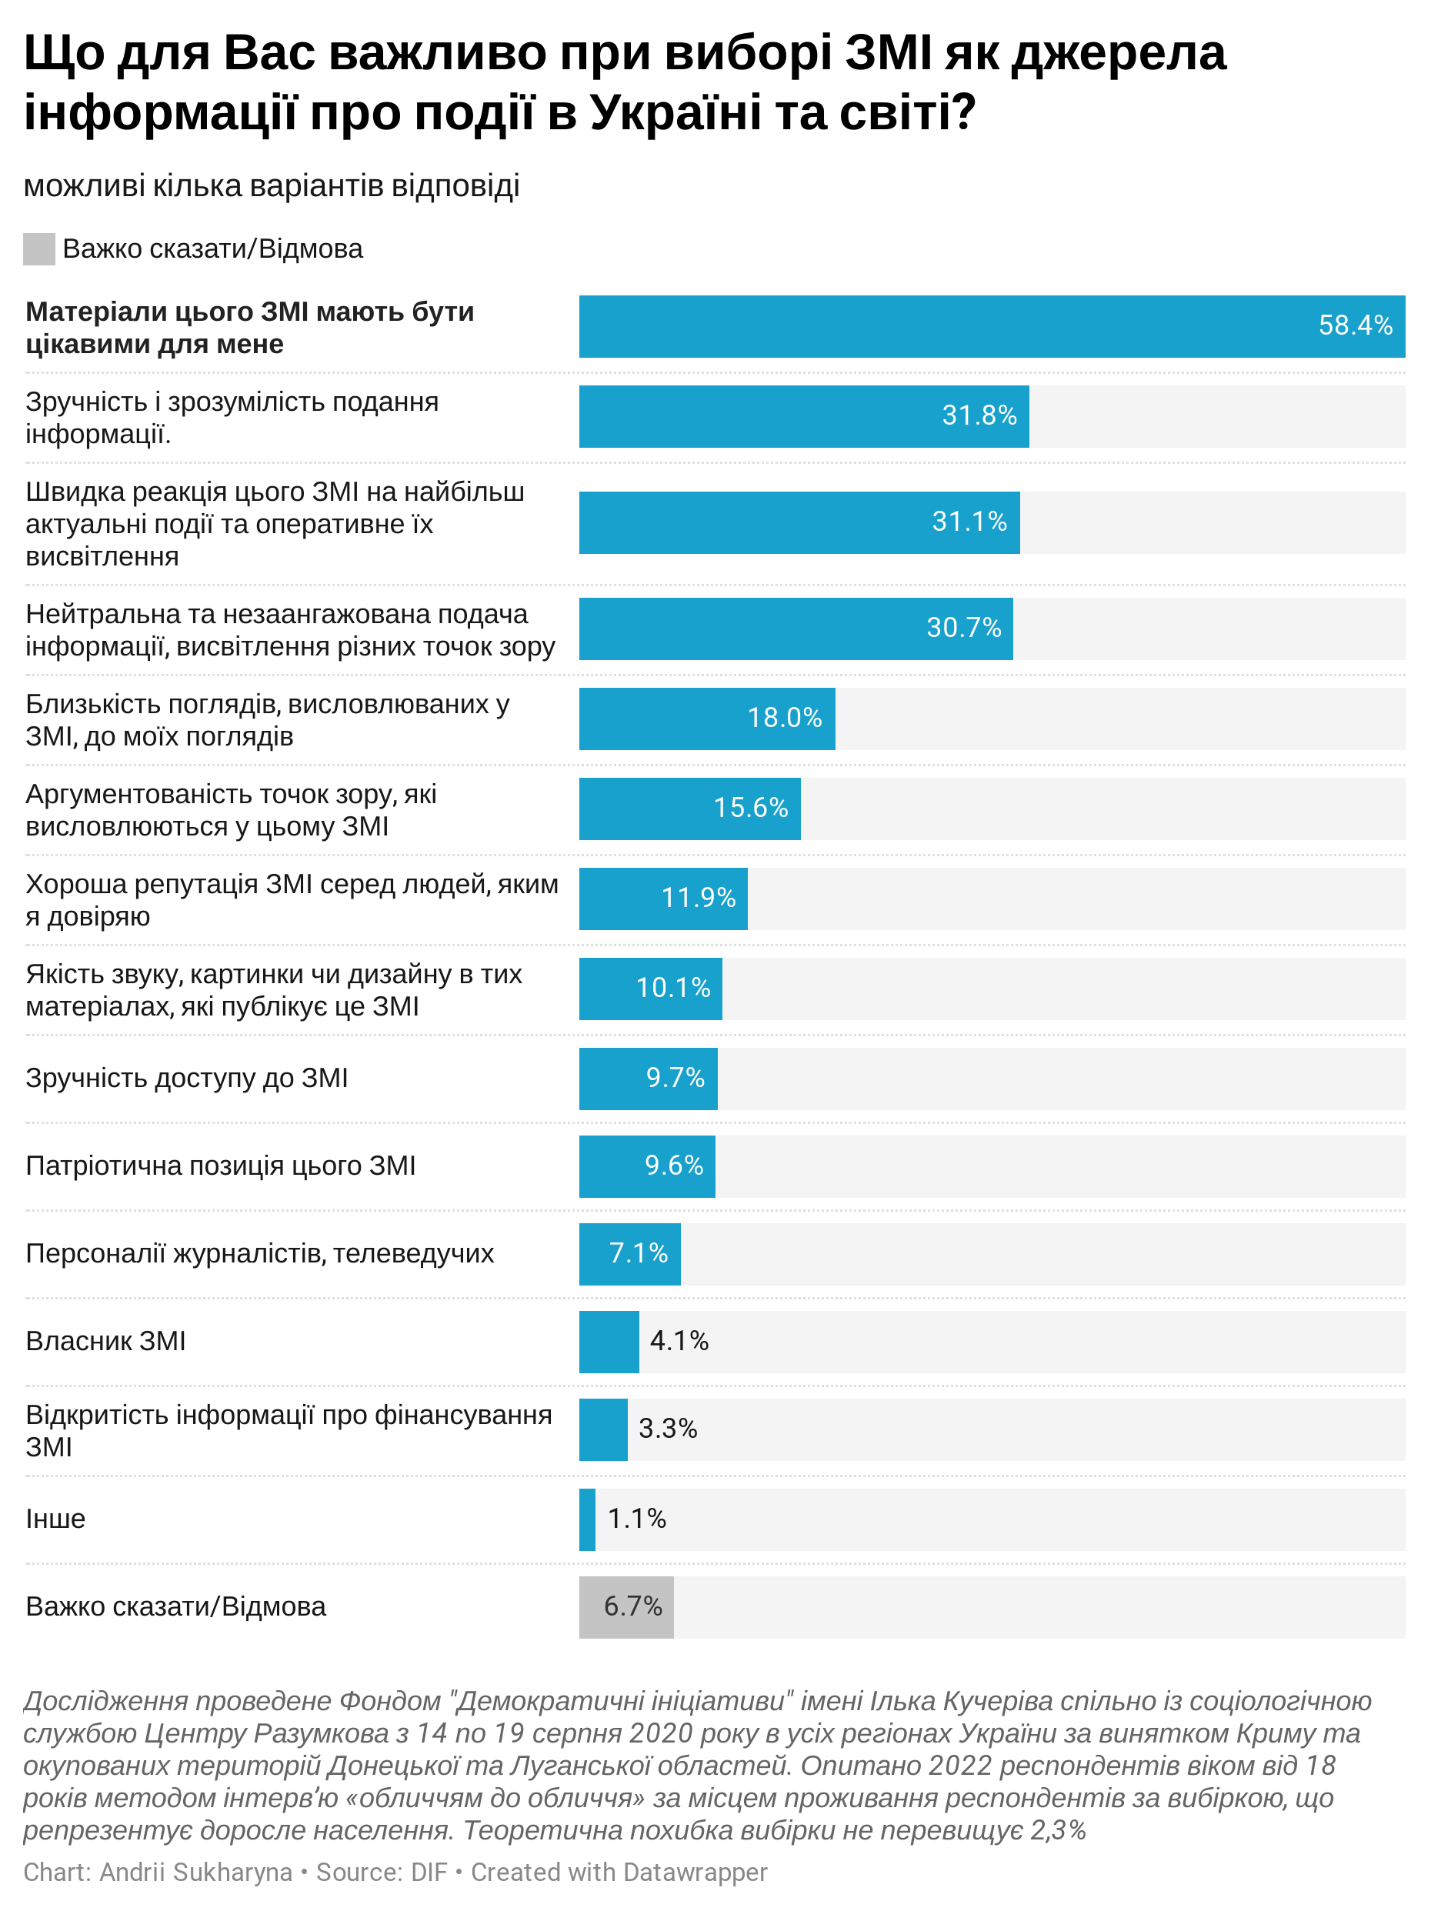 Що для Вас важливо при виборі ЗМІ як джерела
інформації про події в Україні та світі?
можливі кілька варіантів відповіді
Важко сказати/Відмова
Матеріали цього ЗМІ мають бути
цікавими для мене
58.4%
Зручність і зрозумілість подання
інформації.
31.8%
Швидка реакція цього ЗМІ на найбільш
актуальні події та оперативне їх
висвітлення
31.1%
Нейтральна та незаангажована подача
інформації, висвітлення різних точок зору
30.7%
Близькість поглядів, висловлюваних у
ЗМІ, до моїх поглядів
18.0%
Аргументованість точок зору, які
висловлюються у цьому ЗМІ
15.6%
Хороша репутація ЗМІ серед людей, яким
я довіряю
11.9%
Якість звуку, картинки чи дизайну в тих
матеріалах, які публікує це ЗМІ
10.1%
Зручність доступу до ЗМІ
9.7%
Патріотична позиція цього ЗМІ
9.6%
Персоналії журналістів, телеведучих
7.1%
Власник ЗМІ
4.1%
Відкритість інформації про фінансування
ЗМІ
3.3%
Інше
1.1%
Важко сказати/Відмова
6.7%
Дослідження проведене Фондом "Демократичні ініціативи" імені Ілька Кучеріва спільно із соціологічною
службою Центру Разумкова з 14 по 19 серпня 2020 року в усіх регіонах України за винятком Криму та
окупованих територій Донецької та Луганської областей. Опитано 2022 респондентів віком від 18
років методом інтерв’ю «обличчям до обличчя» за місцем проживання респондентів за вибіркою, що
репрезентує доросле населення. Теоретична похибка вибірки не перевищує 2,3%
Chart: Andrii Sukharyna • Source: DIF • Created with Datawrapper